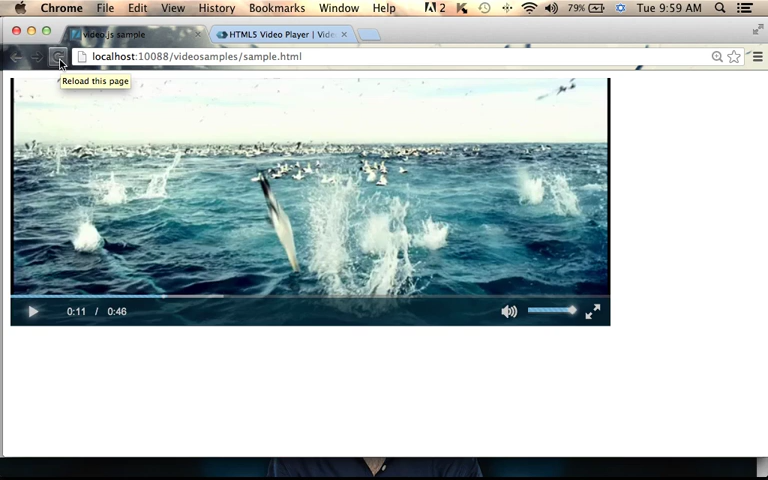 Chrome File Edit View History Bookmarks Window Help 2 79% Tue 9:59 AM
video.js sample HTML5 Video Player | Vide
localhost:10088/videosamples/sample.html
Reload this page
0:11 / 0:46